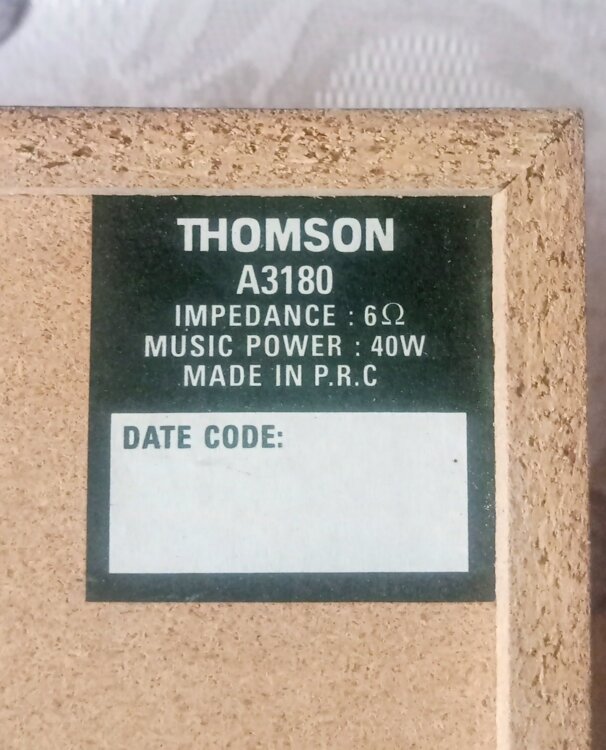 THOMSON
A3180
IMPEDANCE : 6Ω
MUSIC POWER : 40W
MADE IN P.R.C
DATE CODE: